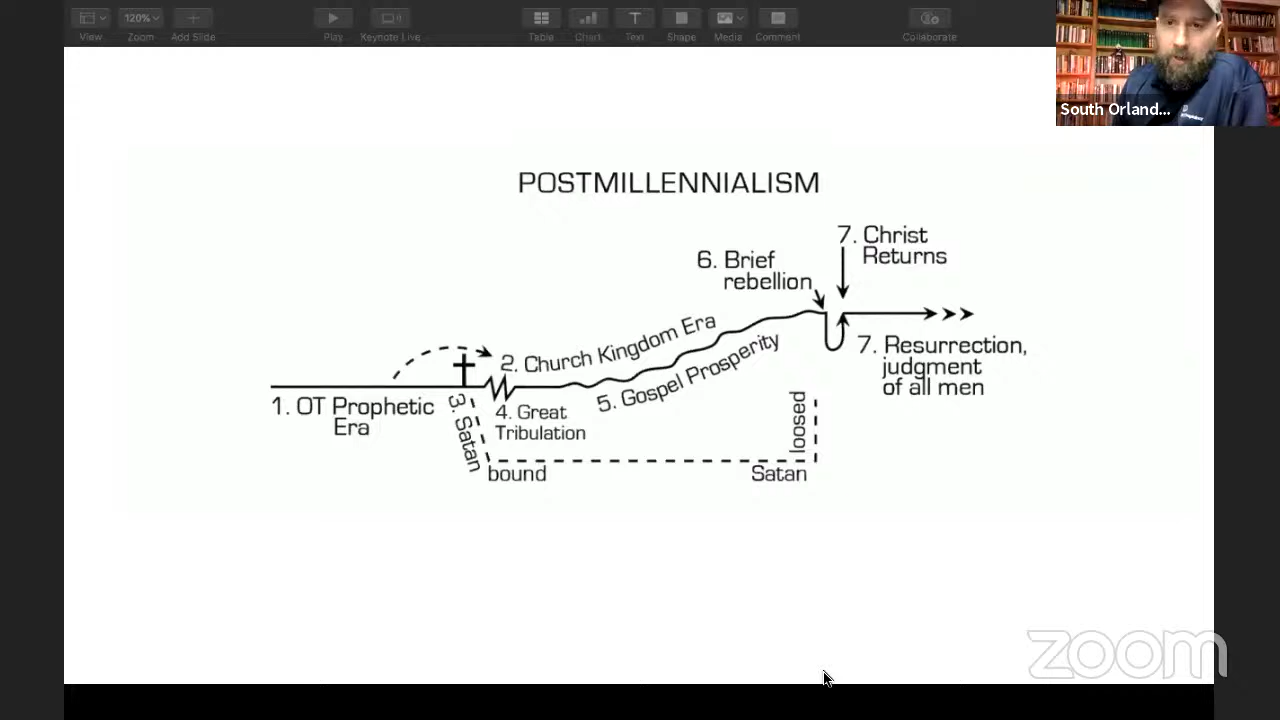 120%
View
Zoom
Add Slide
Play
Keynote Live
Table
Chart
Text
Shape
Media
Comment
Collaborate
South Orland...
POSTMILLENNIALISM
7. Christ
Returns
6. Brief
rebellion
2. Church Kingdom Era
1. OT Prophetic
Era
3. Satan
4. Great
Tribulation
5. Gospel Prosperity
7. Resurrection,
judgment
of all men
loosed
bound
Satan
zoom